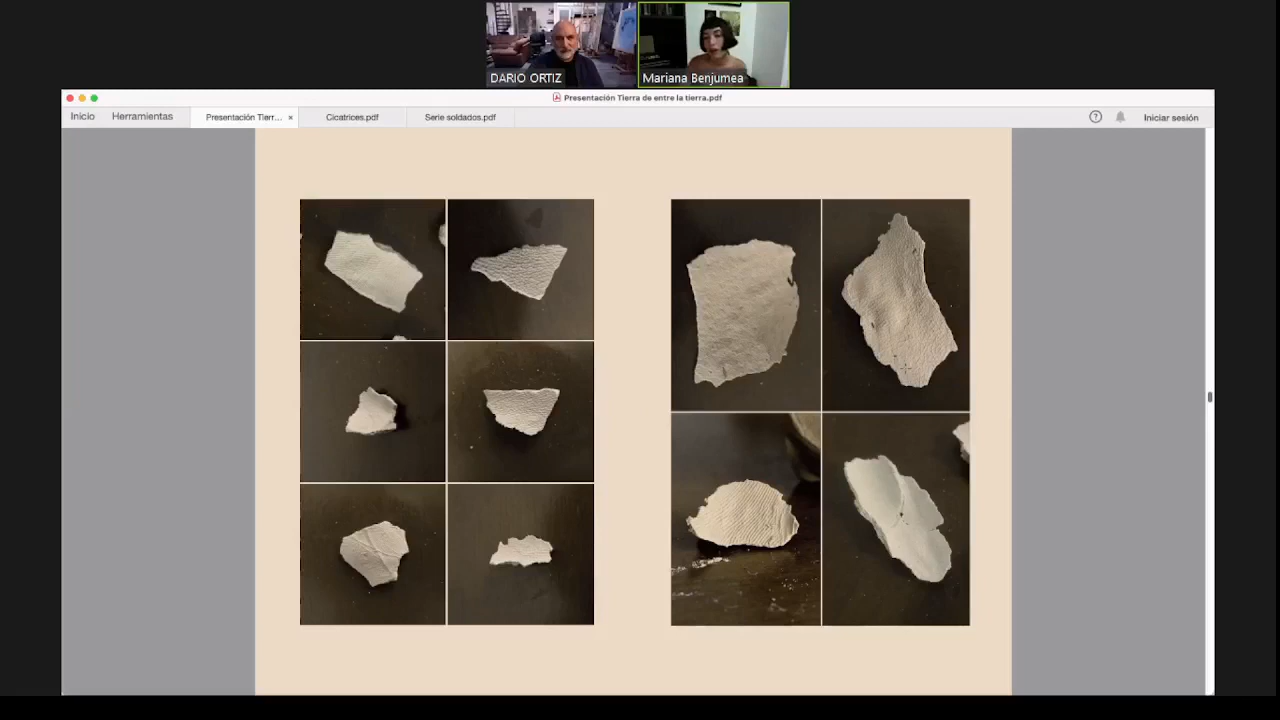 DARIO ORTIZ
Mariana Benjumea
Presentación Tierra de entre la tierra.pdf
Inicio
Herramientas
Presentación Tierr... ×
Cicatrices.pdf
Serie soldados.pdf
?
Iniciar sesión